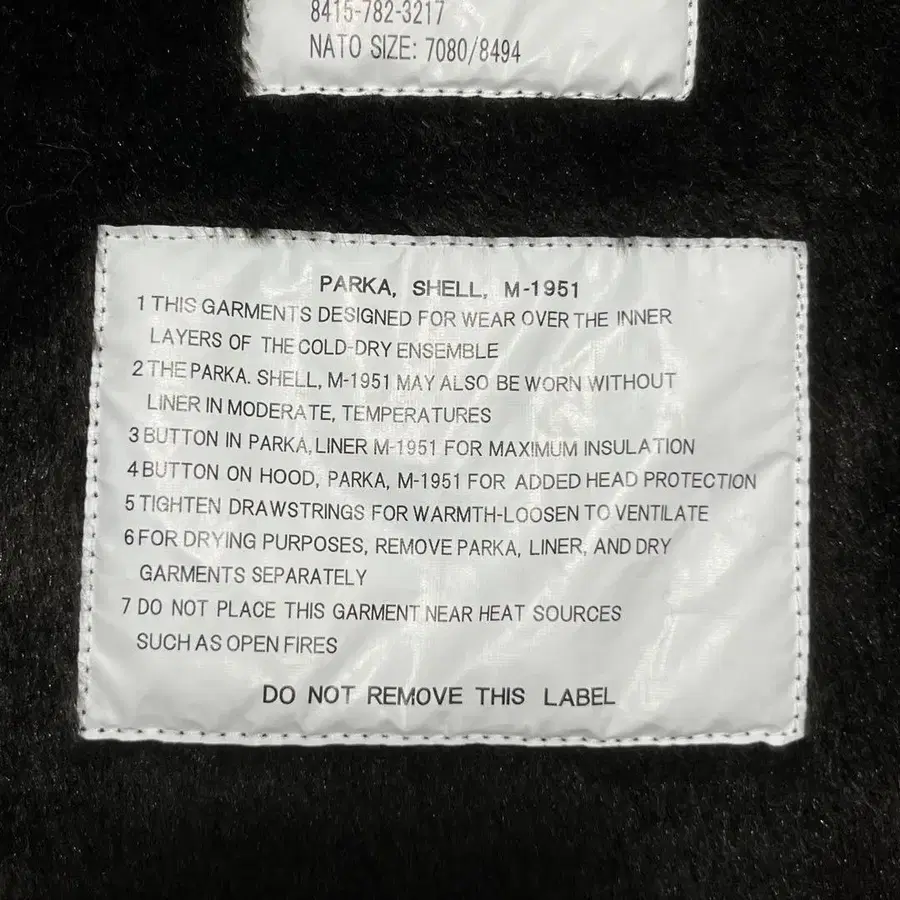 8415-782-3217
NATO SIZE: 7080/8494
PARKA, SHELL, M-1951
1 THIS GARMENTS DESIGNED FOR WEAR OVER THE INNER
LAYERS OF THE COLD-DRY ENSEMBLE
2 THE PARKA. SHELL, M-1951 MAY ALSO BE WORN WITHOUT
LINER IN MODERATE, TEMPERATURES
3 BUTTON IN PARKA, LINER M-1951 FOR MAXIMUM INSULATION
4 BUTTON ON HOOD, PARKA, M-1951 FOR ADDED HEAD PROTECTION
5 TIGHTEN DRAWSTRINGS FOR WARMTH-LOOSEN TO VENTILATE
6 FOR DRYING PURPOSES, REMOVE PARKA, LINER, AND DRY
GARMENTS SEPARATELY
7 DO NOT PLACE THIS GARMENT NEAR HEAT SOURCES
SUCH AS OPEN FIRES
DO NOT REMOVE THIS LABEL